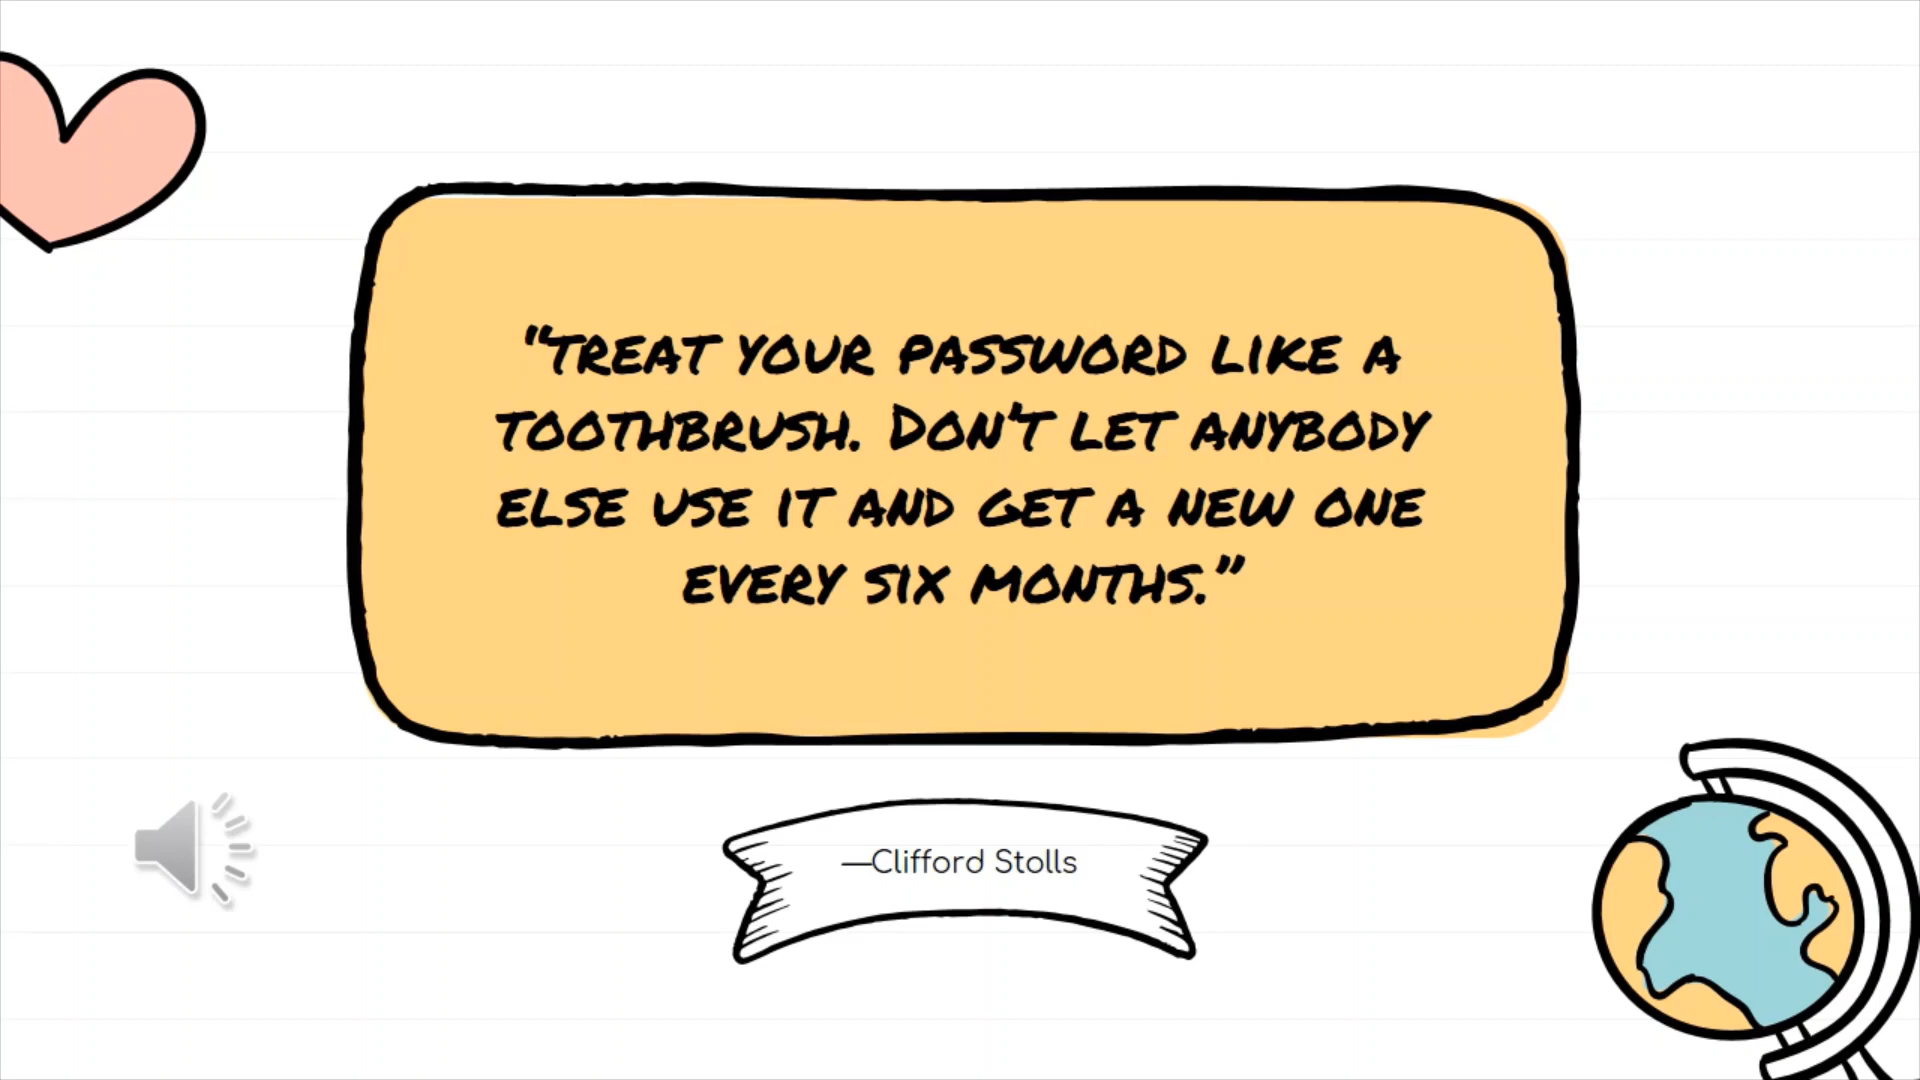 “Treat your password like a
toothbrush. Don’t let anybody
else use it and get a new one
every six months.”
—Clifford Stolls